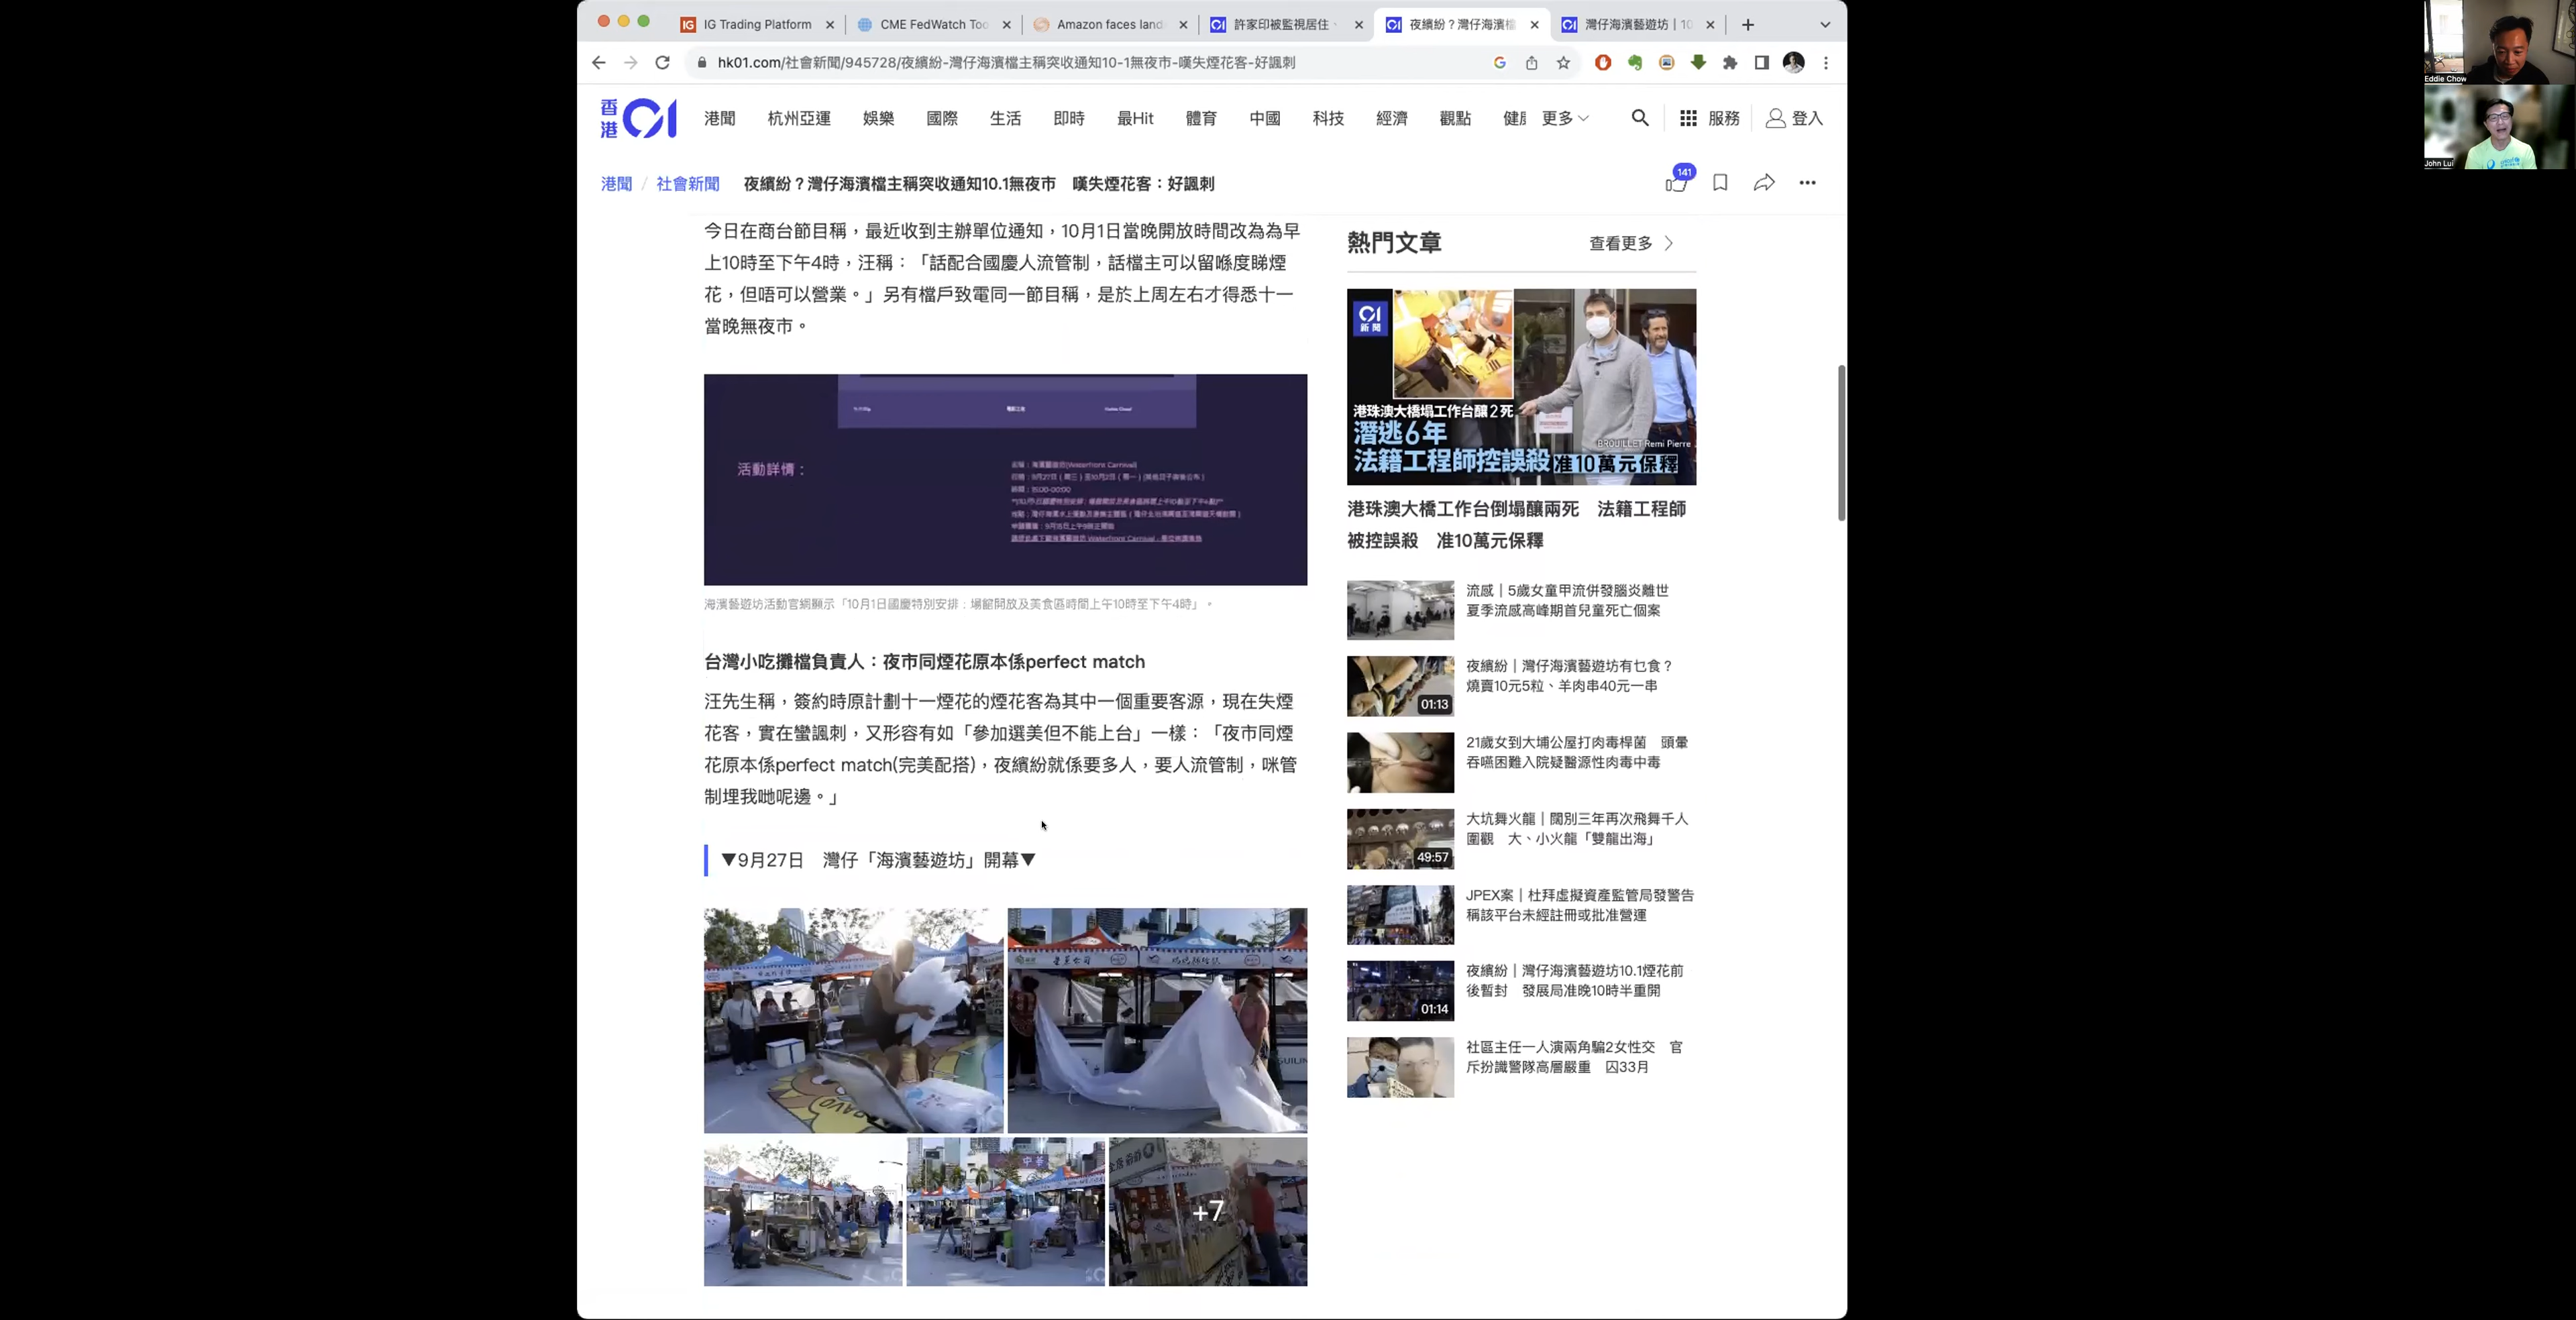 IG Trading Platform
CME FedWatch Too
Amazon faces land
許家印被監視居住、
夜繽紛？灣仔海濱檔
灣仔海濱藝遊坊｜10
hk01.com/社會新聞/945728/夜繽紛-灣仔海濱檔主稱突收通知10-1無夜市-嘆失煙花客-好諷刺
香港01
港聞
杭州亞運
娛樂
國際
生活
即時
最Hit
體育
中國
科技
經濟
觀點
更多
服務
登入
港聞 / 社會新聞 夜繽紛？灣仔海濱檔主稱突收通知10.1無夜市　嘆失煙花客：好諷刺
141
今日在商台節目稱，最近收到主辦單位通知，10月1日當晚開放時間改為為早
上10時至下午4時，汪稱：「話配合國慶人流管制，話檔主可以留喺度睇煙
花，但唔可以營業。」另有檔戶致電同一節目稱，是於上周左右才得悉十一
當晚無夜市。
活動詳情：
海濱藝遊坊活動官網顯示「10月1日國慶特別安排：場館開放及美食區時間上午10時至下午4時」。
台灣小吃攤檔負責人：夜市同煙花原本係perfect match
汪先生稱，簽約時原計劃十一煙花的煙花客為其中一個重要客源，現在失煙
花客，實在蠻諷刺，又形容有如「參加選美但不能上台」一樣：「夜市同煙
花原本係perfect match(完美配搭)，夜繽紛就係要多人，要人流管制，咪管
制埋我哋呢邊。」
▼9月27日　灣仔「海濱藝遊坊」開幕▼
+7
熱門文章
查看更多
01
新聞
港珠澳大橋塌工作台釀2死
潛逃6年
法籍工程師控誤殺 准10萬元保釋
BROUILLET Remi Pierre
港珠澳大橋工作台倒塌釀兩死　法籍工程師
被控誤殺　准10萬元保釋
流感｜5歲女童甲流併發腦炎離世
夏季流感高峰期首兒童死亡個案
夜繽紛｜灣仔海濱藝遊坊有乜食？
燒賣10元5粒、羊肉串40元一串
01:13
21歲女到大埔公屋打肉毒桿菌　頭暈
吞嚥困難入院疑醫源性肉毒中毒
大坑舞火龍｜闊別三年再次飛舞千人
圍觀　大、小火龍「雙龍出海」
49:57
JPEX案｜杜拜虛擬資產監管局發警告
稱該平台未經註冊或批准營運
夜繽紛｜灣仔海濱藝遊坊10.1煙花前
後暫封　發展局准晚10時半重開
01:14
社區主任一人演兩角騙2女性交　官
斥扮識警隊高層嚴重　囚33月
Eddie Chow
John Lui